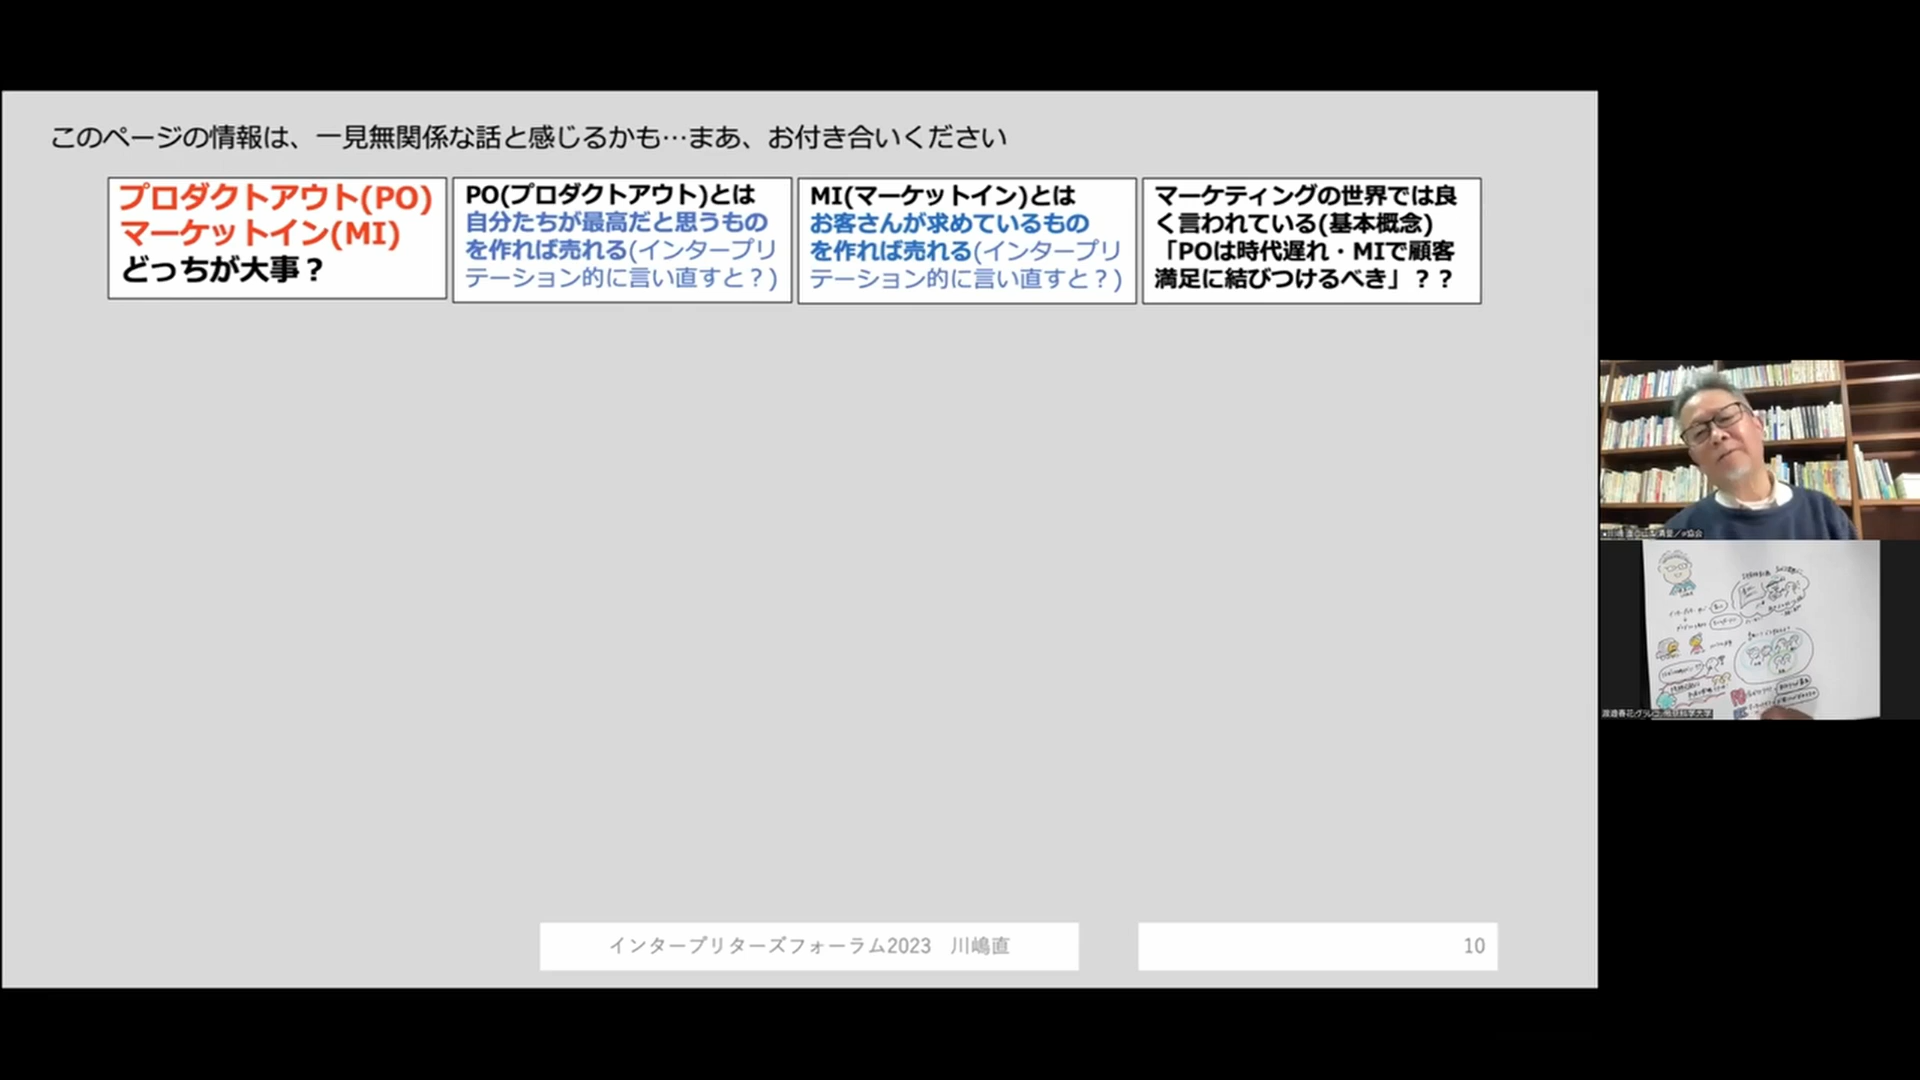 このページの情報は、一見無関係な話と感じるかも…まあ、お付き合いください
プロダクトアウト(PO)
マーケットイン(MI)
どっちが大事？
PO(プロダクトアウト)とは
自分たちが最高だと思うもの
を作れば売れる(インタープリ
テーション的に言い直すと？)
MI(マーケットイン)とは
お客さんが求めているもの
を作れば売れる(インタープリ
テーション的に言い直すと？)
マーケティングの世界では良
く言われている(基本概念)
「POは時代遅れ・MIで顧客
満足に結びつけるべき」？？
インタープリターズフォーラム2023　川嶋直
10